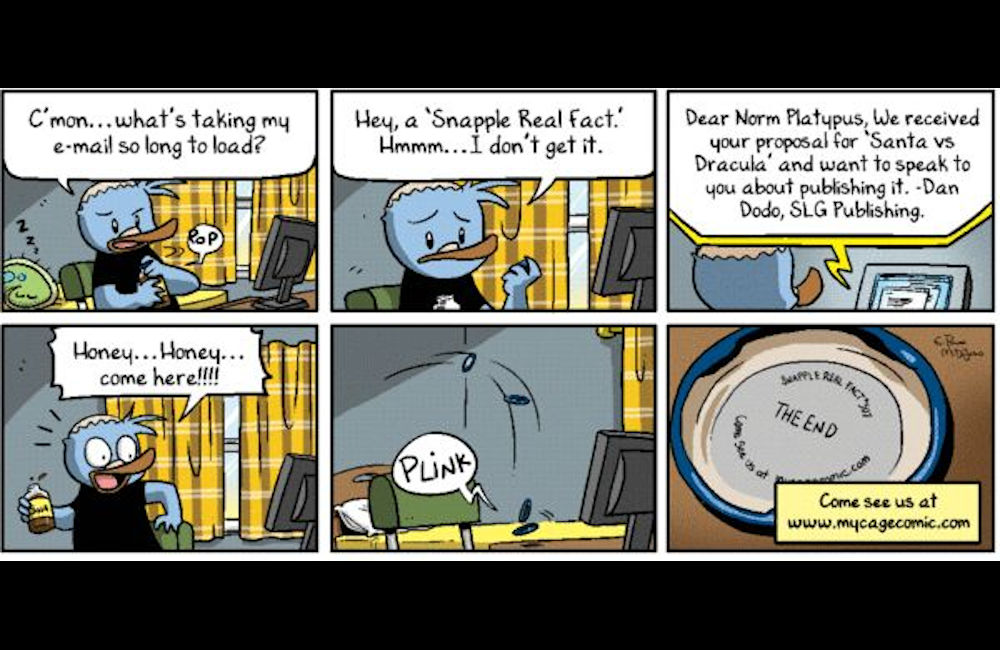 C'mon...what's taking my
e-mail so long to load?
z
z
z
POP
Hey, a 'Snapple Real Fact.'
Hmmm...I don't get it.
Dear Norm Platypus, We received
your proposal for 'Santa vs
Dracula' and want to speak to
you about publishing it. -Dan
Dodo, SLG Publishing.
Honey...Honey...
come here!!!!
PLINK
SNAPPLE REAL FACT
THE END
Come see us at
Come see us at
www.mycagecomic.com